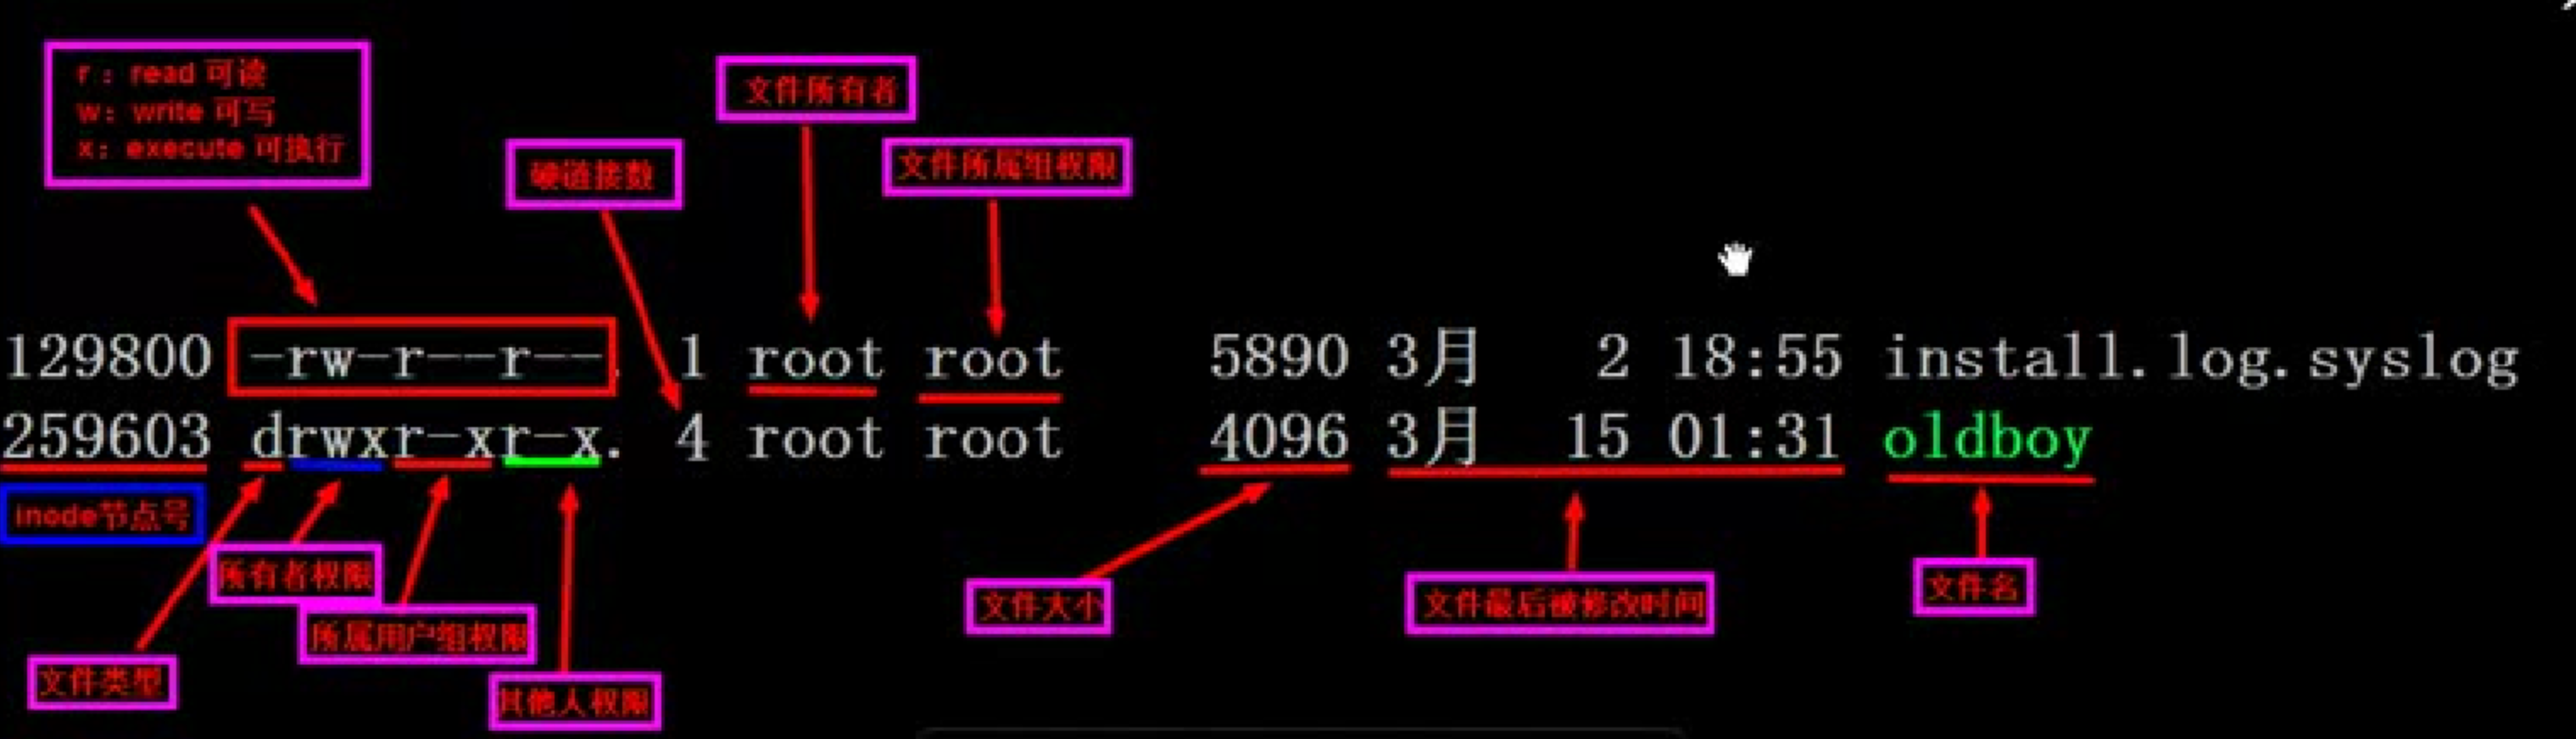 r：read 可读
w：write 可写
x：execute 可执行
文件所有者
硬链接数
文件所属组权限
129800 -rw-r--r--. 1 root root 5890 3月 2 18:55 install.log.syslog
259603 drwxr-xr-x. 4 root root 4096 3月 15 01:31 oldboy
inode节点号
所有者权限
文件大小
文件最后被修改时间
文件名
所属用户组权限
文件类型
其他人权限